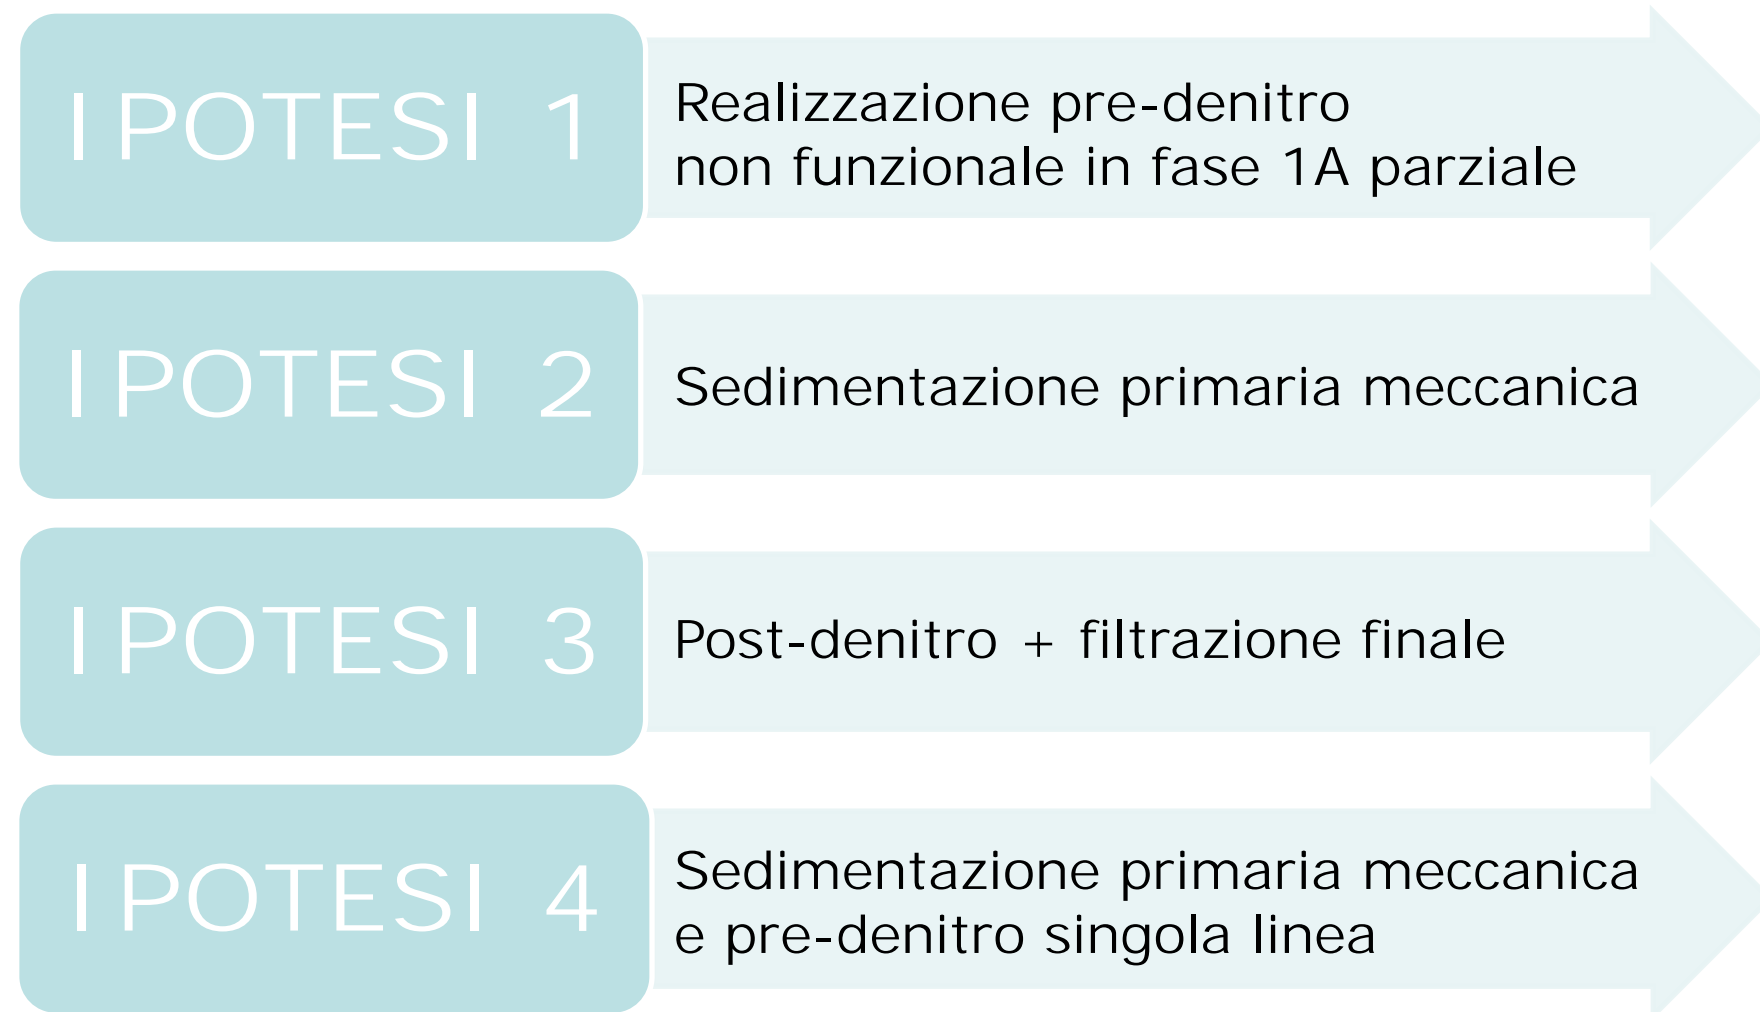 IPOTESI 1
Realizzazione pre-denitro
non funzionale in fase 1A parziale
IPOTESI 2
Sedimentazione primaria meccanica
IPOTESI 3
Post-denitro + filtrazione finale
IPOTESI 4
Sedimentazione primaria meccanica
e pre-denitro singola linea